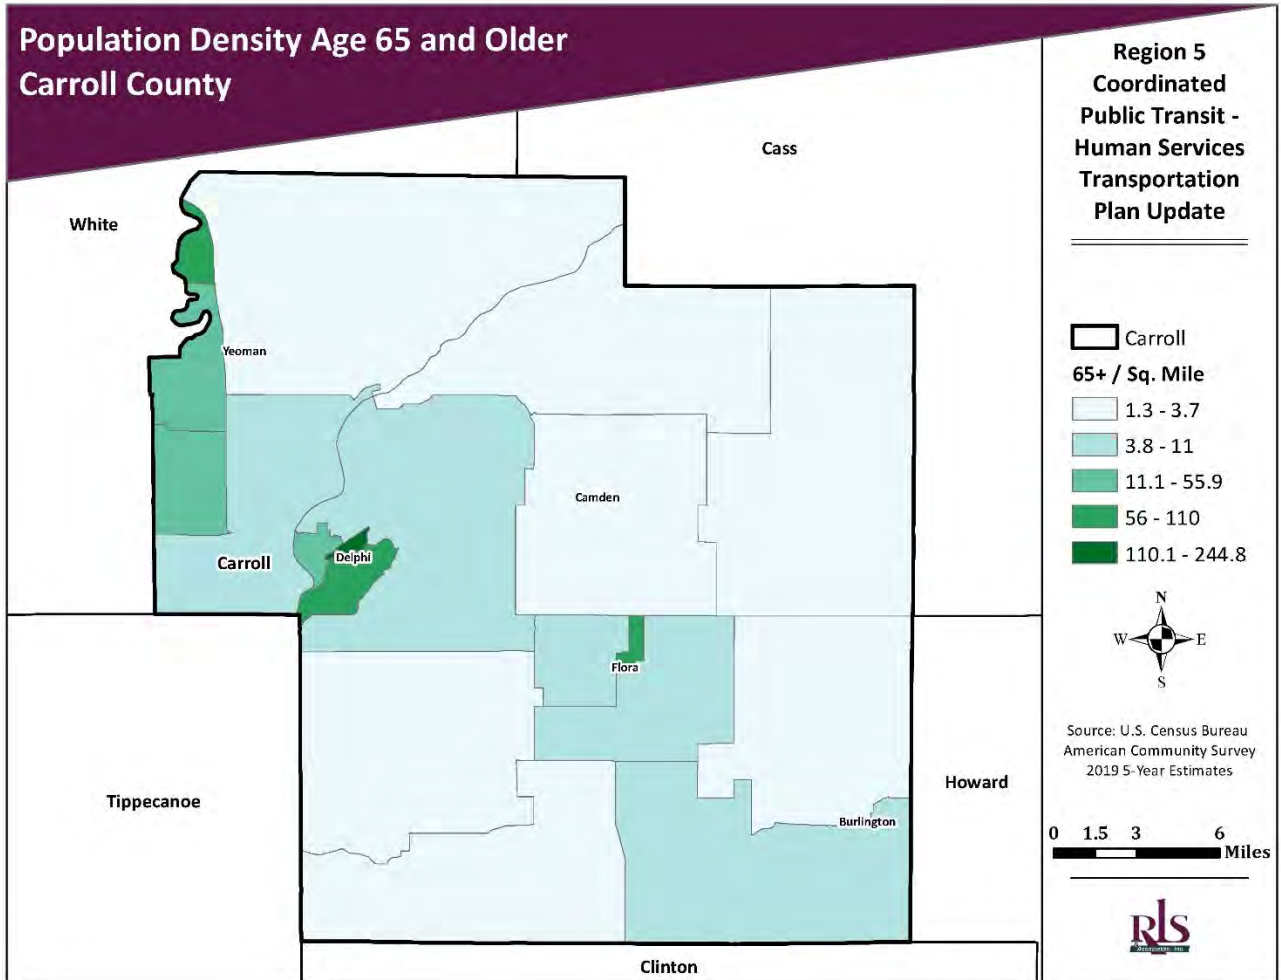 Population Density Age 65 and Older
Carroll County
Region 5
Coordinated
Public Transit -
Human Services
Transportation
Plan Update
Cass
White
Yeoman
Camden
Carroll
Delphi
Flora
Tippecanoe
Howard
Burlington
Clinton
Carroll
65+ / Sq. Mile
1.3 - 3.7
3.8 - 11
11.1 - 55.9
56 - 110
110.1 - 244.8
N
W E
S
Source: U.S. Census Bureau
American Community Survey
2019 5-Year Estimates
0 1.5 3 6
Miles
RLS
& Associates, Inc.